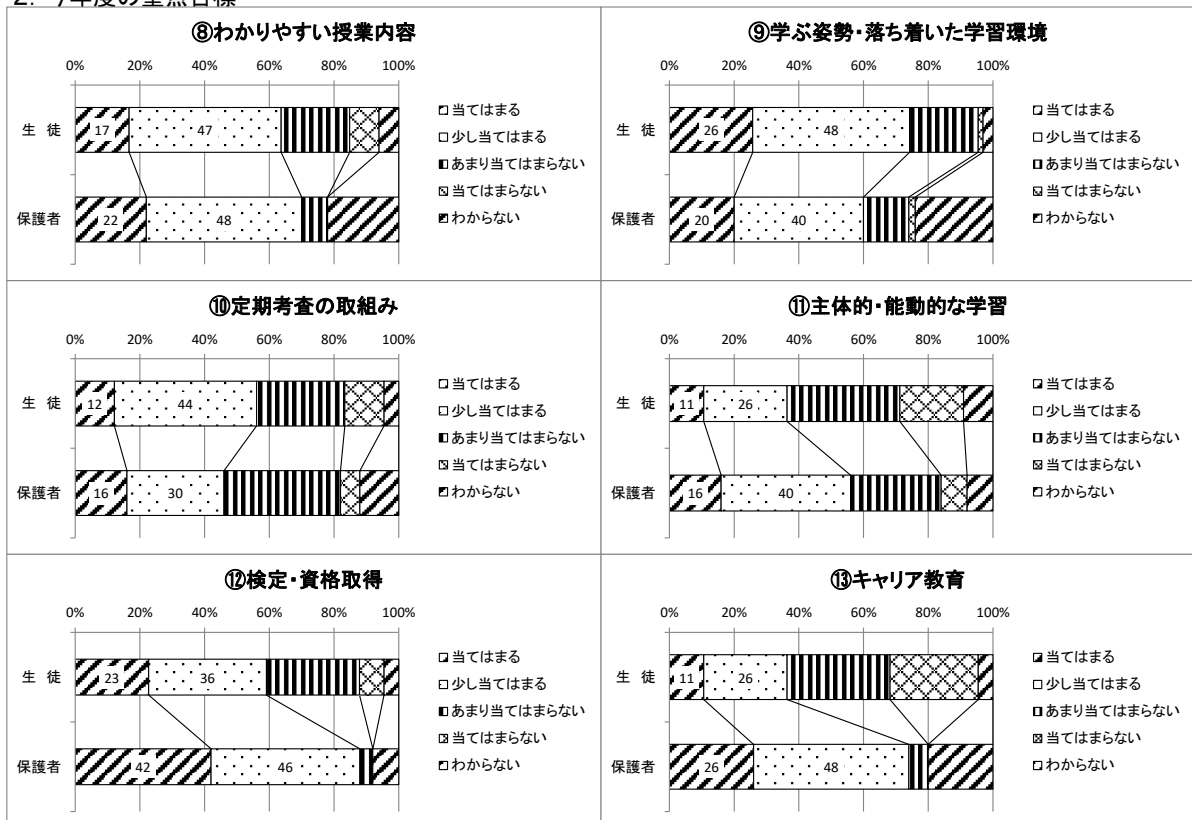 ⑧わかりやすい授業内容
0% 20% 40% 60% 80% 100%
生 徒 17 47
保護者 22 48
当てはまる
少し当てはまる
あまり当てはまらない
当てはまらない
わからない
⑨学ぶ姿勢・落ち着いた学習環境
0% 20% 40% 60% 80% 100%
生 徒 26 48
保護者 20 40
当てはまる
少し当てはまる
あまり当てはまらない
当てはまらない
わからない
⑩定期考査の取組み
0% 20% 40% 60% 80% 100%
生 徒 12 44
保護者 16 30
当てはまる
少し当てはまる
あまり当てはまらない
当てはまらない
わからない
⑪主体的・能動的な学習
0% 20% 40% 60% 80% 100%
生 徒 11 26
保護者 16 40
当てはまる
少し当てはまる
あまり当てはまらない
当てはまらない
わからない
⑫検定・資格取得
0% 20% 40% 60% 80% 100%
生 徒 23 36
保護者 42 46
当てはまる
少し当てはまる
あまり当てはまらない
当てはまらない
わからない
⑬キャリア教育
0% 20% 40% 60% 80% 100%
生 徒 11 26
保護者 26 48
当てはまる
少し当てはまる
あまり当てはまらない
当てはまらない
わからない